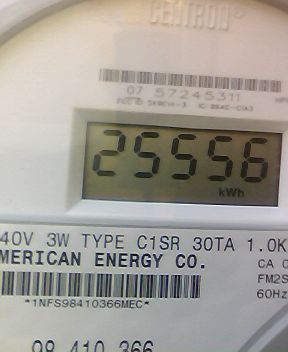 CENTRON®
07 57245311
25556
kWh
40V 3W TYPE C1SR 30TA 1.0K
MERICAN ENERGY CO.
CA 0
FM2S
*1NFS98410366MEC*
60Hz
98 410 366